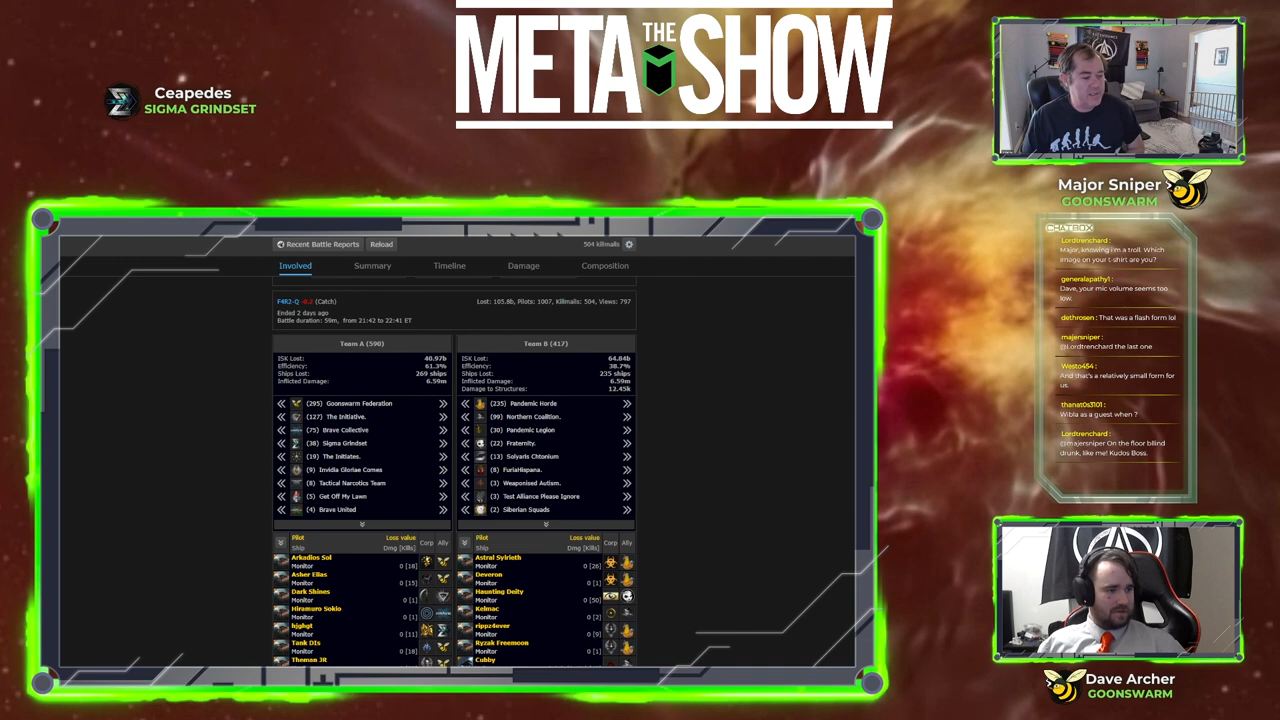 META THE SHOW
Ceapedes
SIGMA GRINDSET
Recent Battle Reports Reload 504 killmails
Involved Summary Timeline Damage Composition
F4R2-Q -0.2 (Catch) Lost: 105.8b, Pilots: 1007, Killmails: 504, Views: 797
Ended 2 days ago
Battle duration: 59m, from 21:42 to 22:41 ET
Team A (590)
ISK Lost: 40.97b
Efficiency: 61.3%
Ships Lost: 269 ships
Inflicted Damage: 6.59m
(295) Goonswarm Federation
(127) The Initiative.
(75) Brave Collective
(38) Sigma Grindset
(19) The Initiates.
(9) Invidia Gloriae Comes
(8) Tactical Narcotics Team
(5) Get Off My Lawn
(4) Brave United
Pilot Loss value Corp Ally
Ship Dmg [Kills]
Arkadios Sol
Monitor 0 [18]
Asher Elias
Monitor 0 [15]
Dark Shines
Monitor 0 [1]
Hiramuro Soklo
Monitor 0 [1]
hjghgt
Monitor 0 [11]
Tank DIs
Monitor 0 [18]
Theman JR
Team B (417)
ISK Lost: 64.84b
Efficiency: 38.7%
Ships Lost: 235 ships
Inflicted Damage: 6.59m
Damage to Structures: 12.45k
(235) Pandemic Horde
(99) Northern Coalition.
(30) Pandemic Legion
(22) Fraternity.
(13) Solyaris Chtonium
(8) FuriaHispana.
(3) Weaponised Autism.
(3) Test Alliance Please Ignore
(2) Siberian Squads
Pilot Loss value Corp Ally
Ship Dmg [Kills]
Astral Sylrieth
Monitor 0 [26]
Deveron
Monitor 0 [1]
Haunting Deity
Monitor 0 [50]
Kelmac
Monitor 0 [2]
rippz4ever
Monitor 0 [9]
Ryzak Freemoon
Monitor 0 [1]
Cubby
Major Sniper
GOONSWARM
CHATBOX
Lordtrenchard :
Major, knowing i'm a troll. Which
image on your t-shirt are you?
generalapathy1 :
Dave, your mic volume seems too
low.
dethrosen : That was a flash form lol
majersniper :
@Lordtrenchard the last one
Westo454 :
And that's a relatively small form for
us.
thanat0s3101 :
Wibla as a guest when ?
Lordtrenchard :
@majersniper On the floor blind
drunk, like me! Kudos Boss.
Dave Archer
GOONSWARM